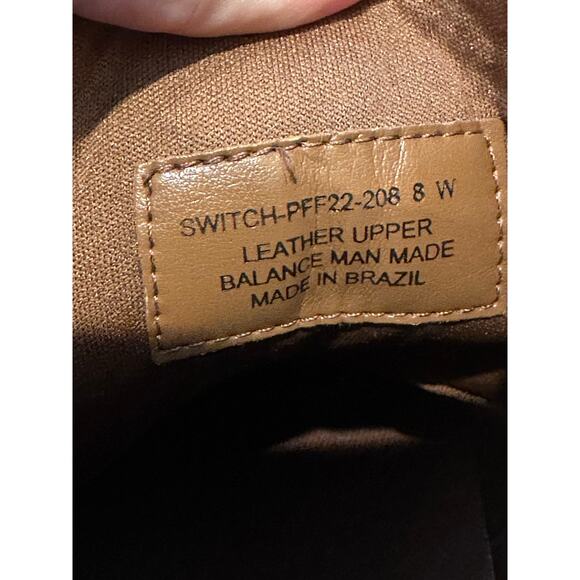 SWITCH-PFF22-208 8 W
LEATHER UPPER
BALANCE MAN MADE
MADE IN BRAZIL